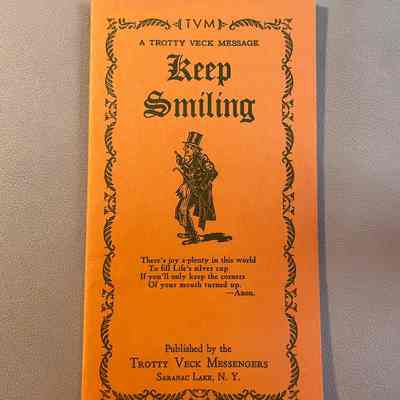 TVM
A TROTTY VECK MESSAGE
Keep
Smiling
There's joy a-plenty in this world
To fill Life's silver cup
If you'll only keep the corners
Of your mouth turned up.
—Anon.
Published by the
TROTTY VECK MESSENGERS
SARANAC LAKE, N. Y.